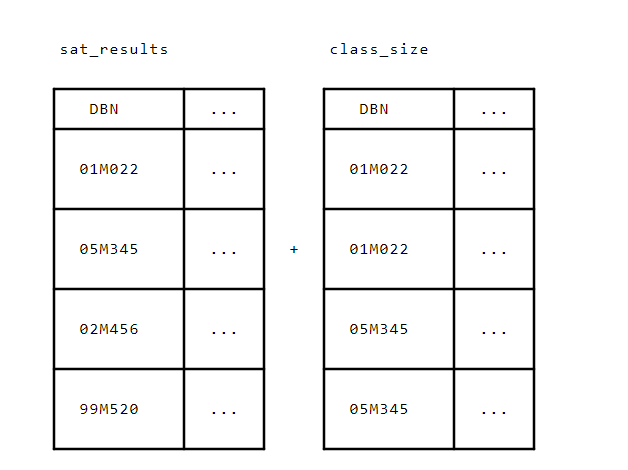 sat_results class_size
DBN ... DBN ...
01M022 ... 01M022 ...
05M345 ... + 01M022 ...
02M456 ... 05M345 ...
99M520 ... 05M345 ...